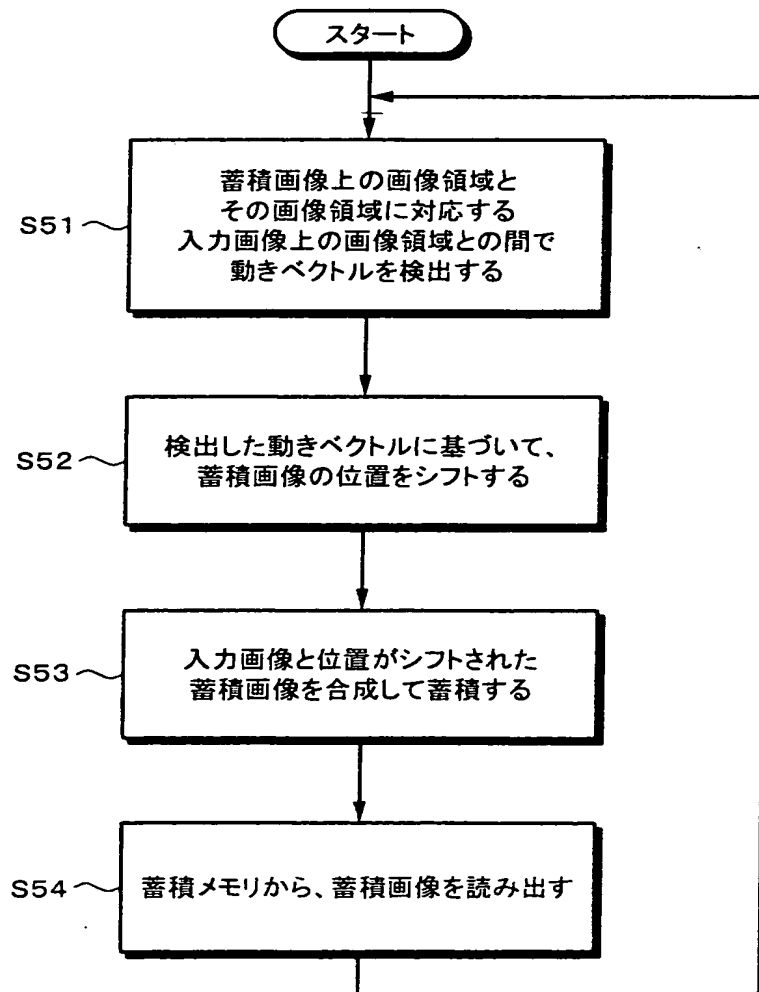 スタート
S51
蓄積画像上の画像領域と
その画像領域に対応する
入力画像上の画像領域との間で
動きベクトルを検出する
S52
検出した動きベクトルに基づいて、
蓄積画像の位置をシフトする
S53
入力画像と位置がシフトされた
蓄積画像を合成して蓄積する
S54
蓄積メモリから、蓄積画像を読み出す